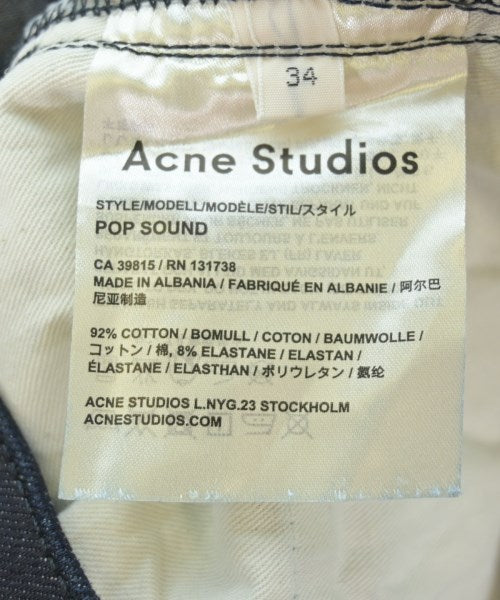 34
Acne Studios
STYLE/MODELL/MODÈLE/STIL/スタイル
POP SOUND
CA 39815 / RN 131738
MADE IN ALBANIA / FABRIQUÉ EN ALBANIE / 阿尔巴
尼亚制造
92% COTTON / BOMULL / COTON / BAUMWOLLE /
コットン / 棉, 8% ELASTANE / ELASTAN /
ÉLASTANE / ELASTHAN / ポリウレタン / 氨纶
ACNE STUDIOS L.NYG.23 STOCKHOLM
ACNESTUDIOS.COM